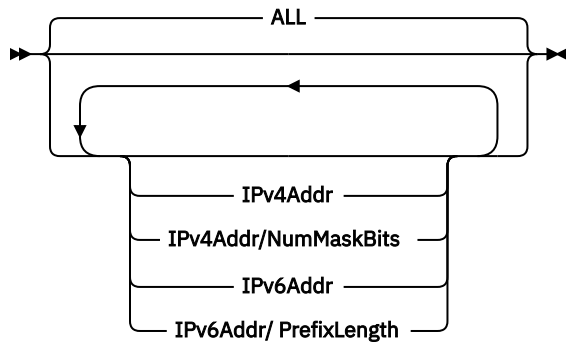 ALL
IPv4Addr
IPv4Addr/NumMaskBits
IPv6Addr
IPv6Addr/ PrefixLength